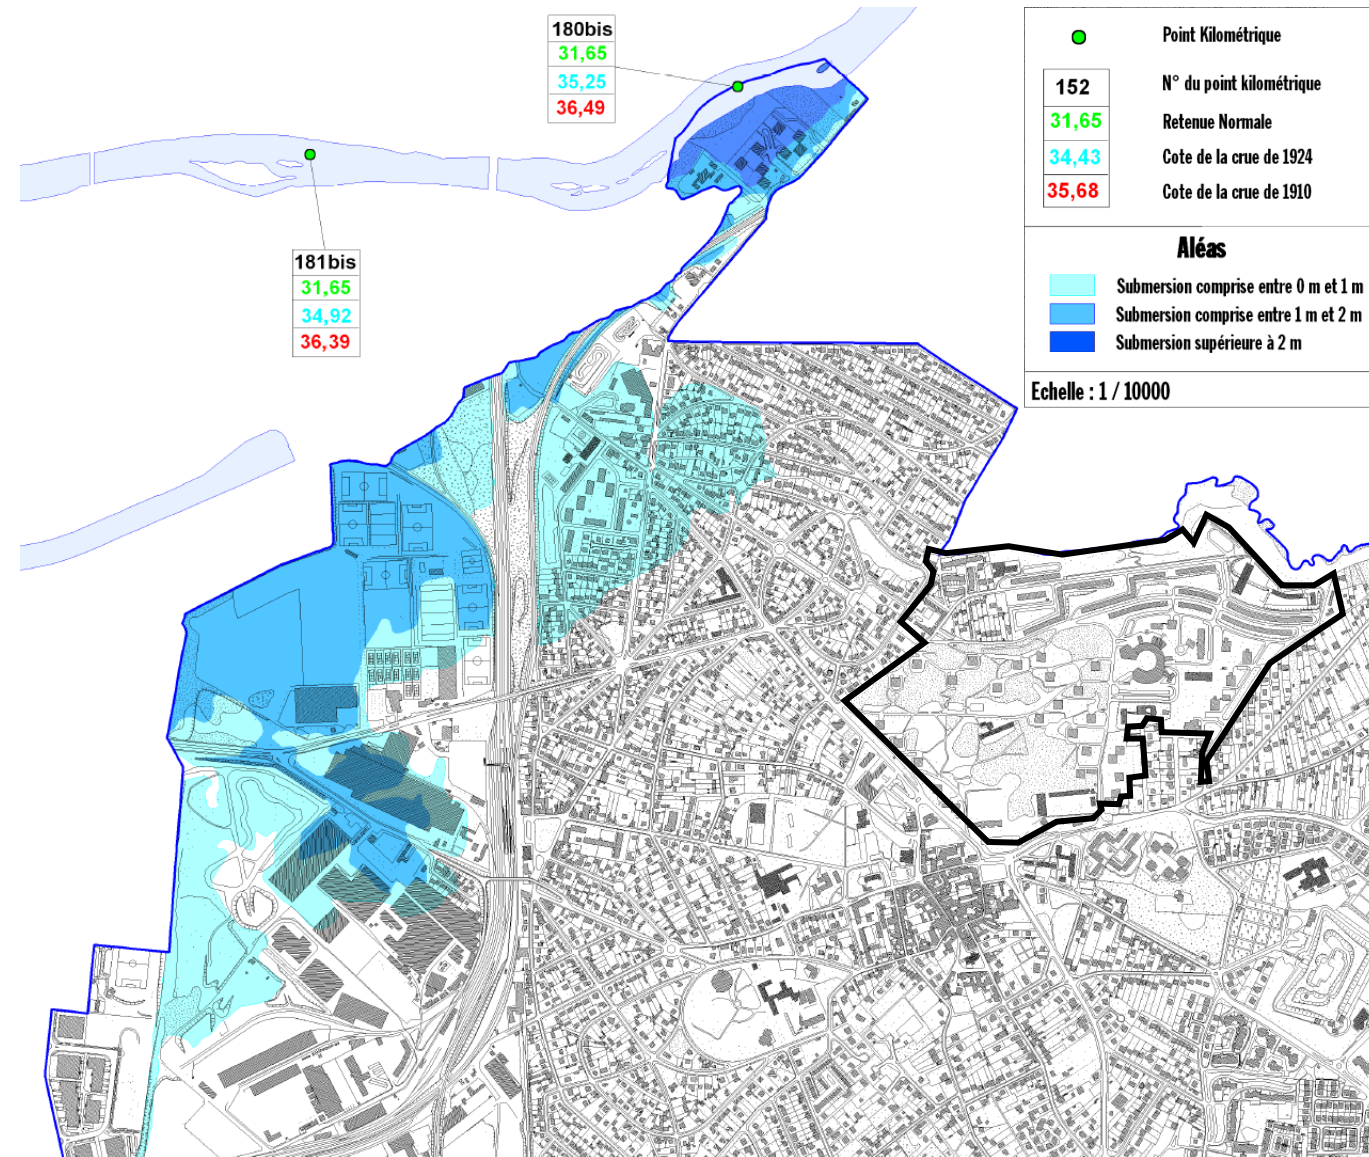 180bis
31,65
35,25
36,49
181bis
31,65
34,92
36,39
Point Kilométrique
152
N° du point kilométrique
31,65
Retenue Normale
34,43
Cote de la crue de 1924
35,68
Cote de la crue de 1910
Aléas
Submersion comprise entre 0 m et 1 m
Submersion comprise entre 1 m et 2 m
Submersion supérieure à 2 m
Echelle : 1 / 10000